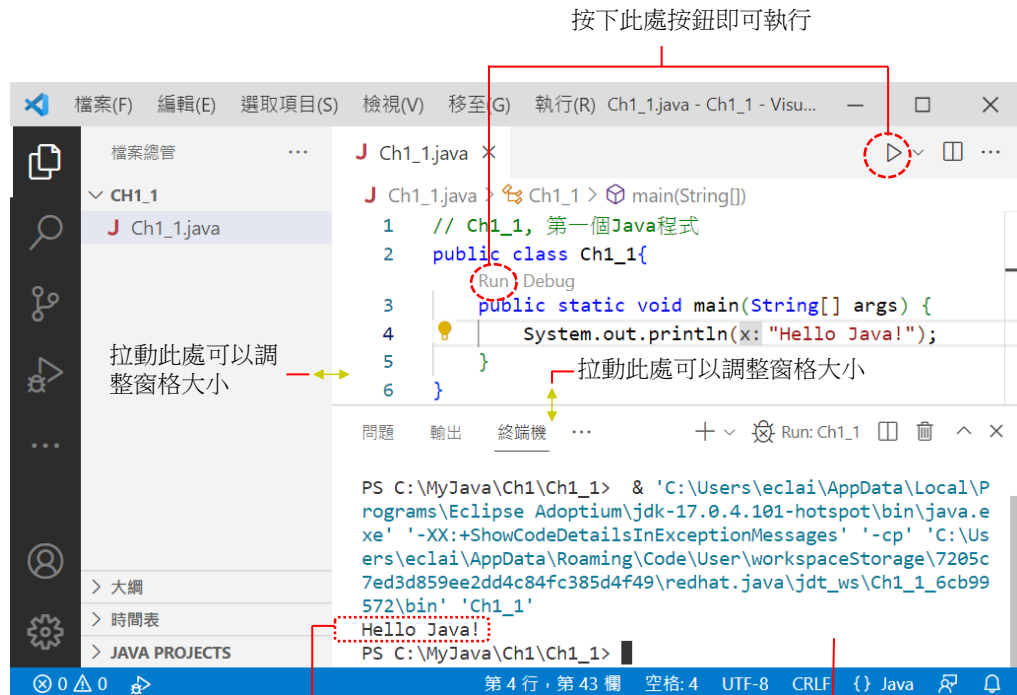 按下此處按鈕即可執行
檔案(F) 編輯(E) 選取項目(S) 檢視(V) 移至(G) 執行(R) Ch1_1.java - Ch1_1 - Visu...
檔案總管 ...
CH1_1
J Ch1_1.java
J Ch1_1.java
J Ch1_1.java > Ch1_1 > main(String[])
1 // Ch1_1, 第一個Java程式
2 public class Ch1_1{
Run | Debug
3 public static void main(String[] args) {
4 System.out.println(x: "Hello Java!");
5 }
6 }
拉動此處可以調
整窗格大小
拉動此處可以調整窗格大小
問題 輸出 終端機 ... Run: Ch1_1
PS C:\MyJava\Ch1\Ch1_1> & 'C:\Users\eclai\AppData\Local\P
rograms\Eclipse Adoptium\jdk-17.0.4.101-hotspot\bin\java.e
xe' '-XX:+ShowCodeDetailsInExceptionMessages' '-cp' 'C:\Us
ers\eclai\AppData\Roaming\Code\User\workspaceStorage\7205c
7ed3d859ee2dd4c84fc385d4f49\redhat.java\jdt_ws\Ch1_1_6cb99
572\bin' 'Ch1_1'
Hello Java!
PS C:\MyJava\Ch1\Ch1_1>
> 大綱
> 時間表
> JAVA PROJECTS
0 0 第 4 行，第 43 欄 空格: 4 UTF-8 CRLF {} Java